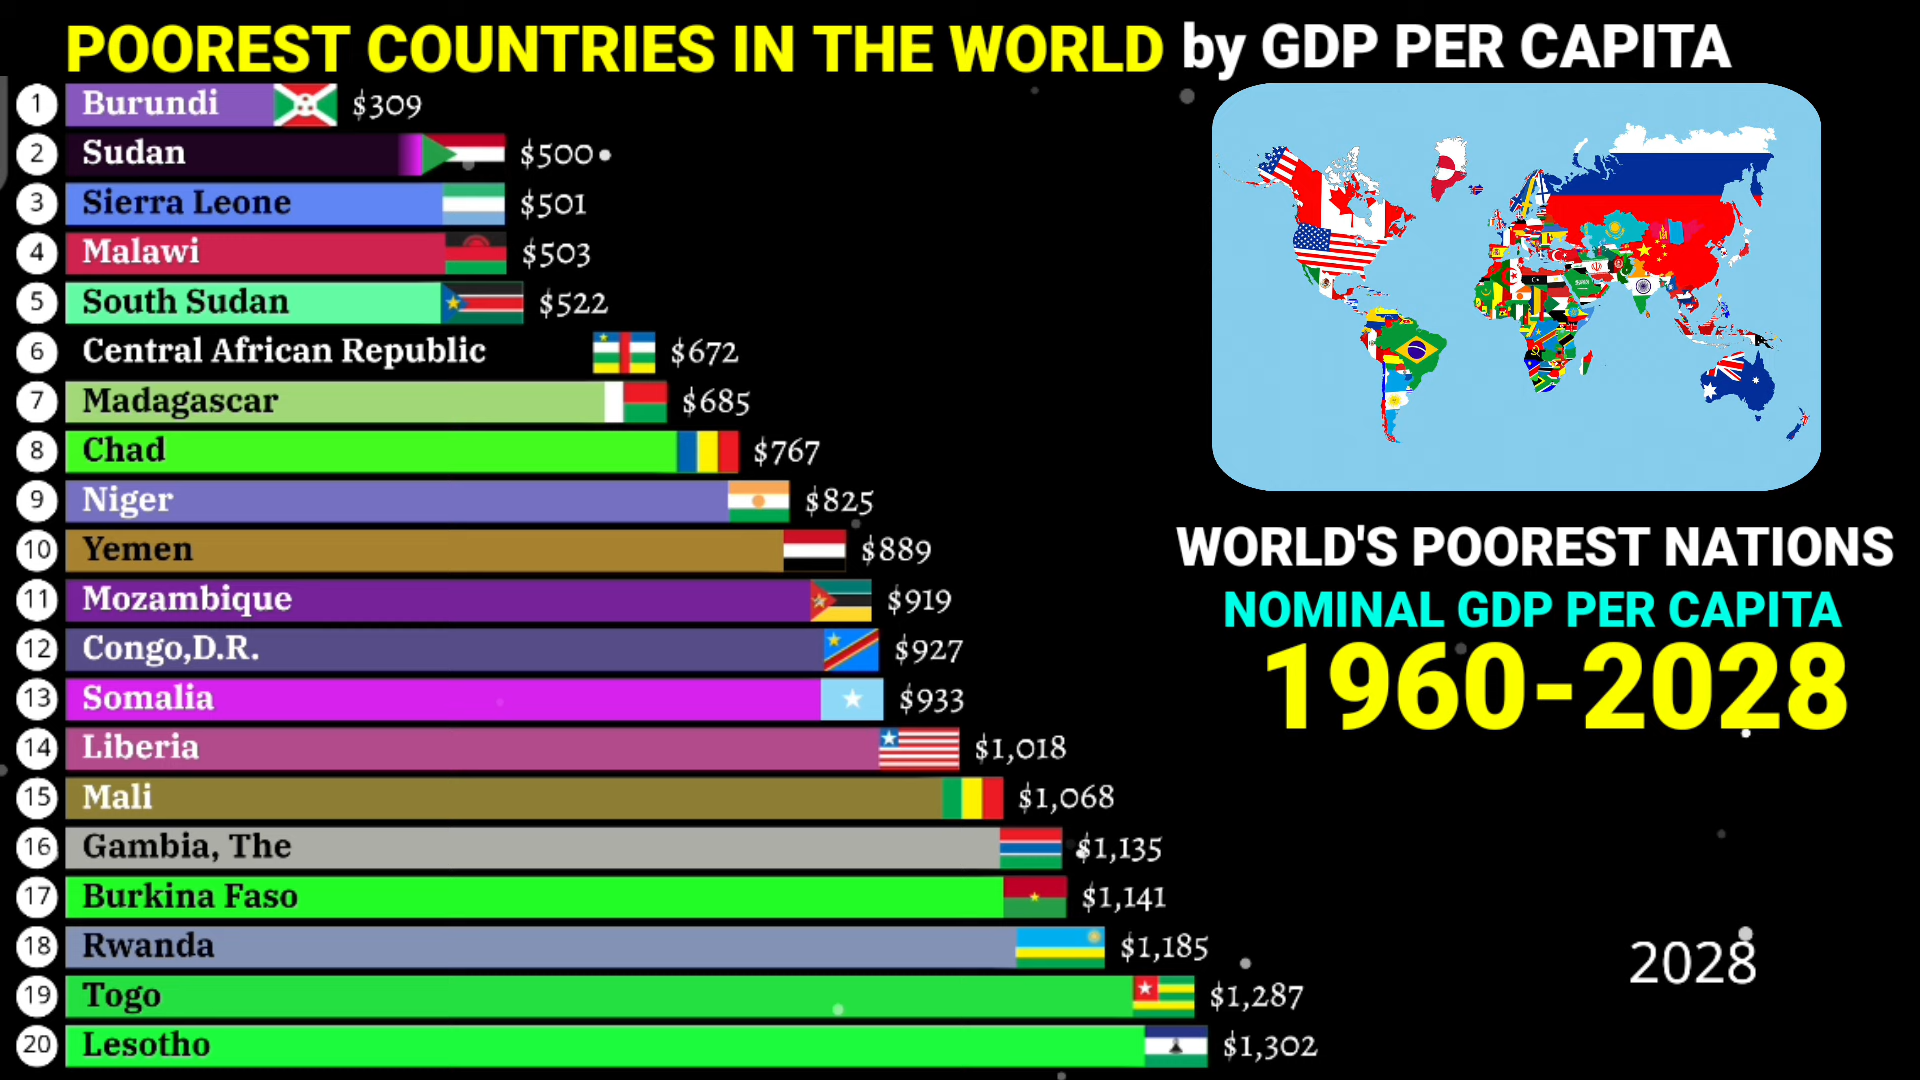 POOREST COUNTRIES IN THE WORLD by GDP PER CAPITA
1 Burundi $309
2 Sudan $500
3 Sierra Leone $501
4 Malawi $503
5 South Sudan $522
6 Central African Republic $672
7 Madagascar $685
8 Chad $767
9 Niger $825
10 Yemen $889
11 Mozambique $919
12 Congo,D.R. $927
13 Somalia $933
14 Liberia $1,018
15 Mali $1,068
16 Gambia, The $1,135
17 Burkina Faso $1,141
18 Rwanda $1,185
19 Togo $1,287
20 Lesotho $1,302
WORLD'S POOREST NATIONS
NOMINAL GDP PER CAPITA
1960-2028
2028